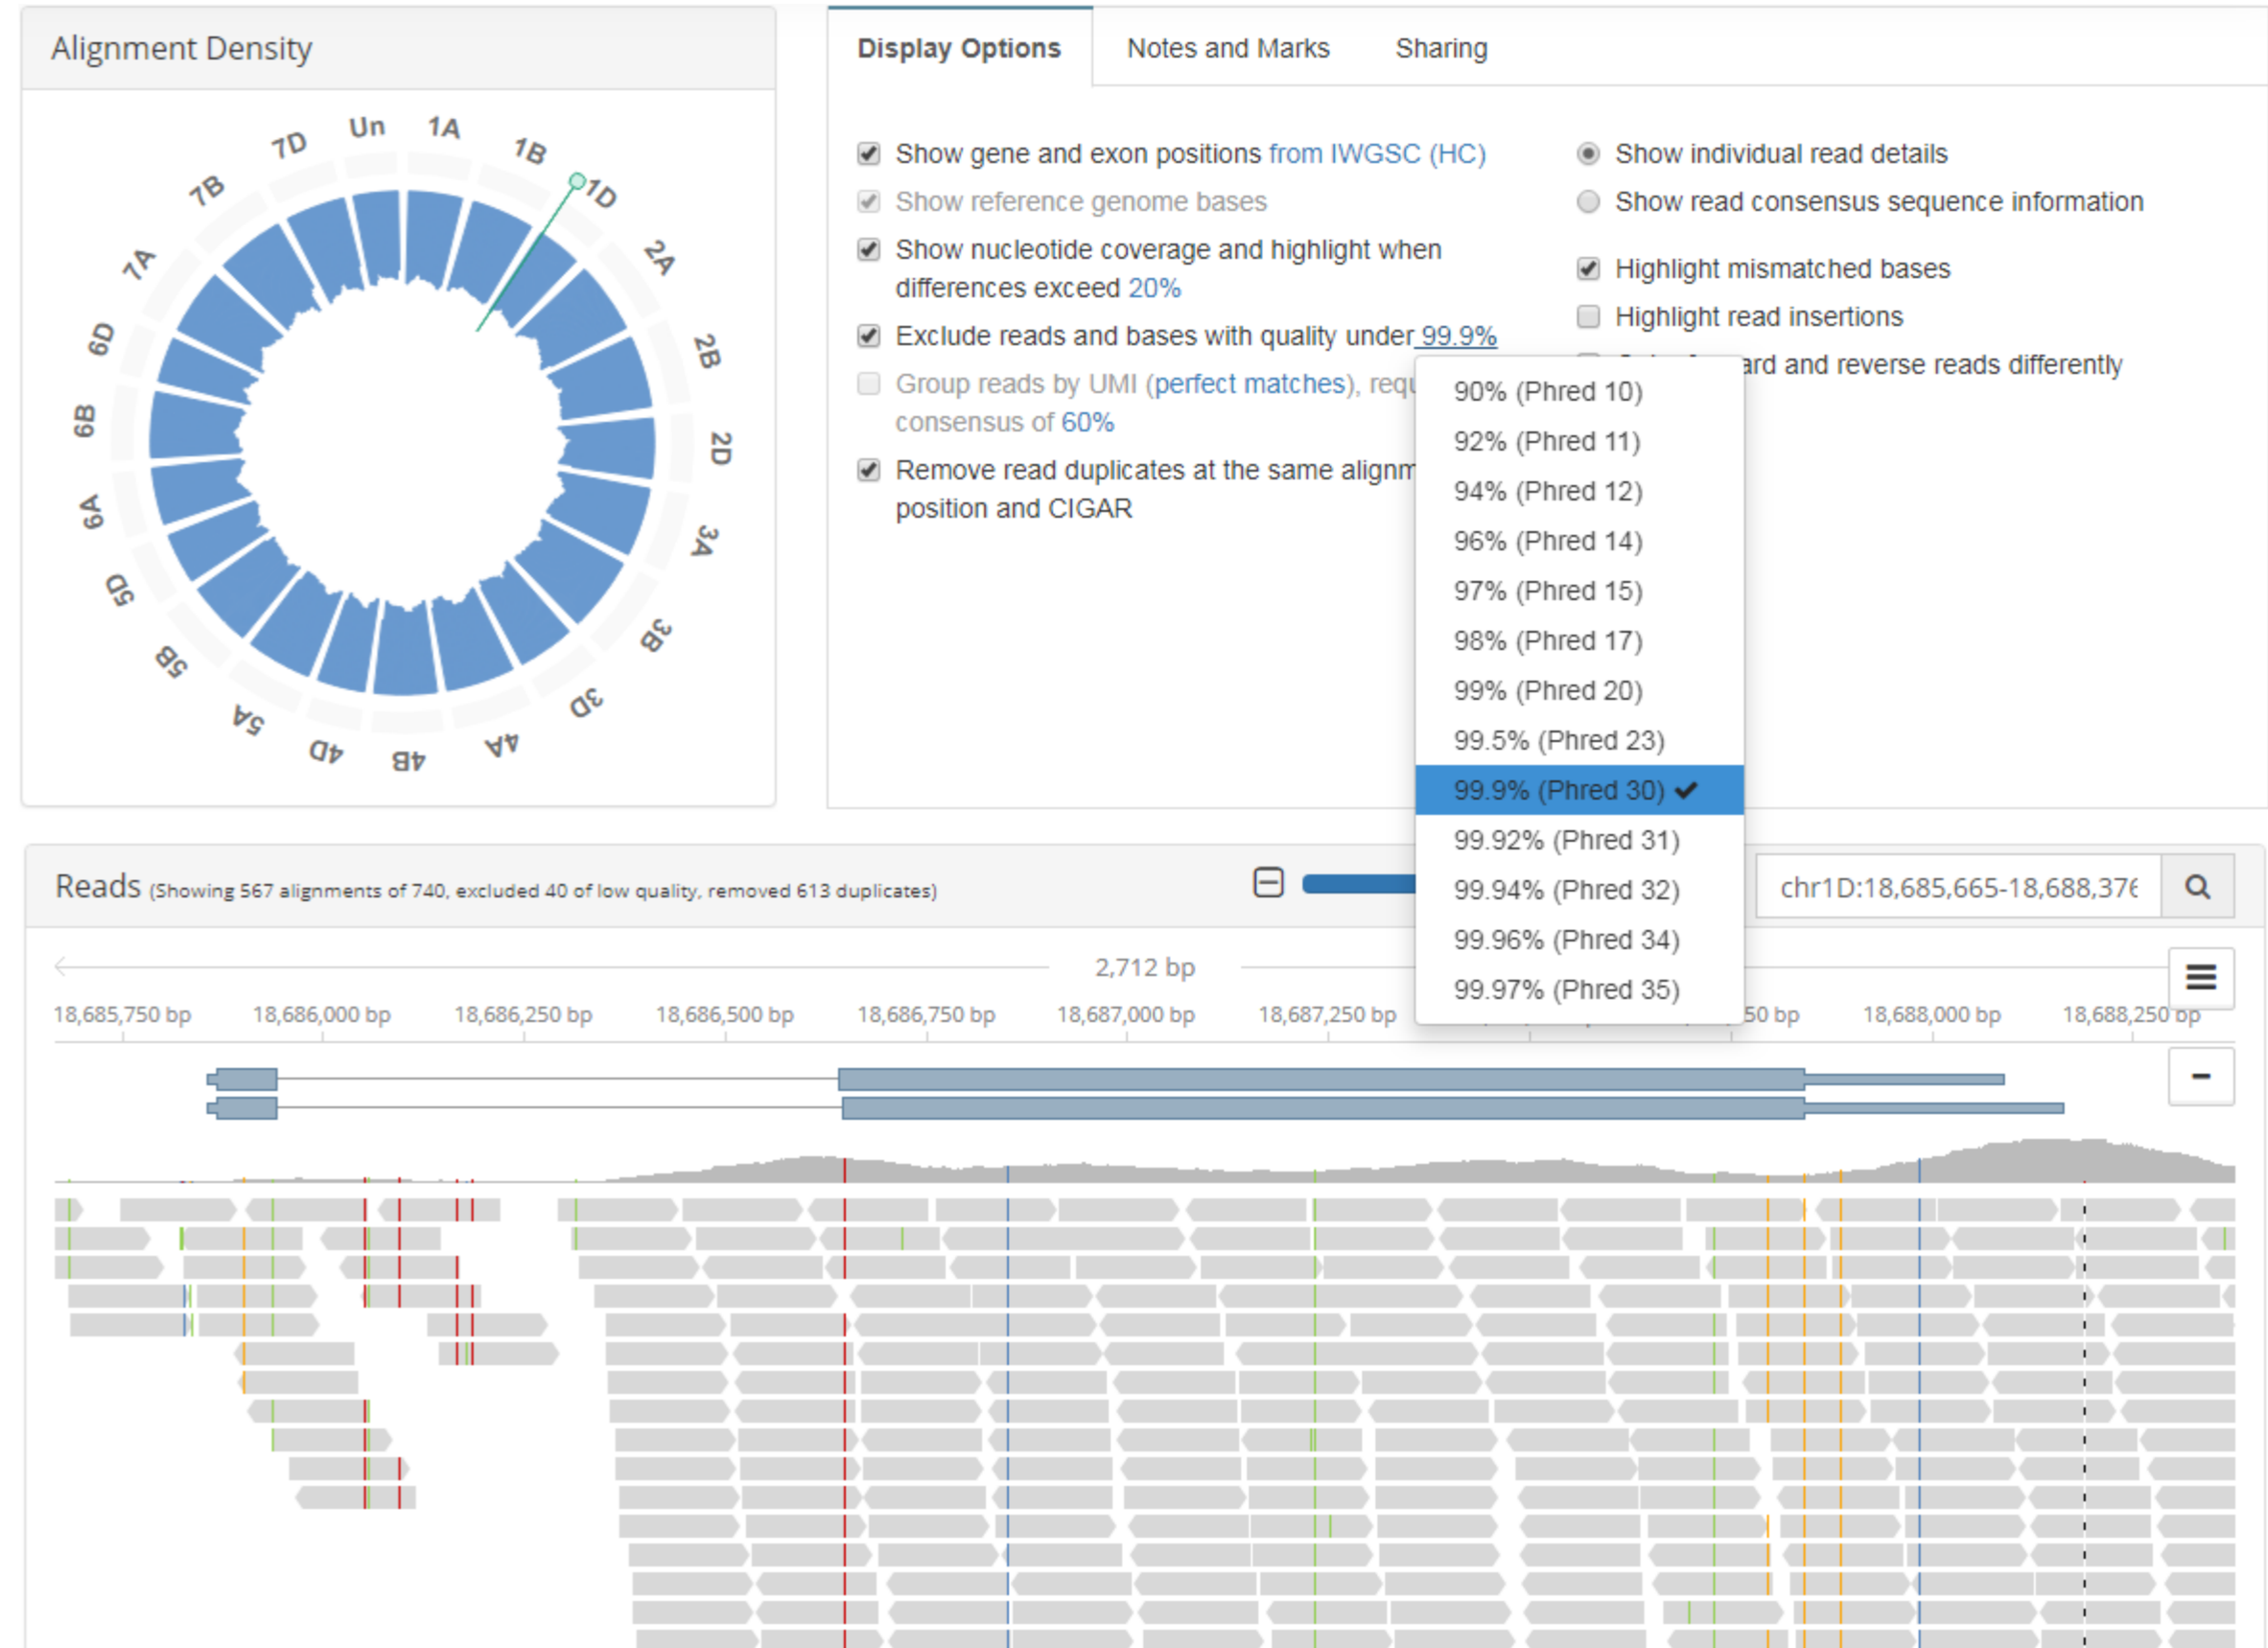 Alignment Density
Un
1A
1B
1D
2A
2B
2D
3A
3B
3D
4A
4B
4D
5A
5B
5D
6A
6B
6D
7A
7B
7D
Display Options
Notes and Marks
Sharing
Show gene and exon positions from IWGSC (HC)
Show reference genome bases
Show nucleotide coverage and highlight when
differences exceed 20%
Exclude reads and bases with quality under 99.9%
Group reads by UMI (perfect matches), requ
consensus of 60%
Remove read duplicates at the same alignm
position and CIGAR
Show individual read details
Show read consensus sequence information
Highlight mismatched bases
Highlight read insertions
ard and reverse reads differently
90% (Phred 10)
92% (Phred 11)
94% (Phred 12)
96% (Phred 14)
97% (Phred 15)
98% (Phred 17)
99% (Phred 20)
99.5% (Phred 23)
99.9% (Phred 30)
99.92% (Phred 31)
99.94% (Phred 32)
99.96% (Phred 34)
99.97% (Phred 35)
Reads (Showing 567 alignments of 740, excluded 40 of low quality, removed 613 duplicates)
chr1D:18,685,665-18,688,376
2,712 bp
18,685,750 bp 18,686,000 bp 18,686,250 bp 18,686,500 bp 18,686,750 bp 18,687,000 bp 18,687,250 bp 50 bp 18,688,000 bp 18,688,250 bp